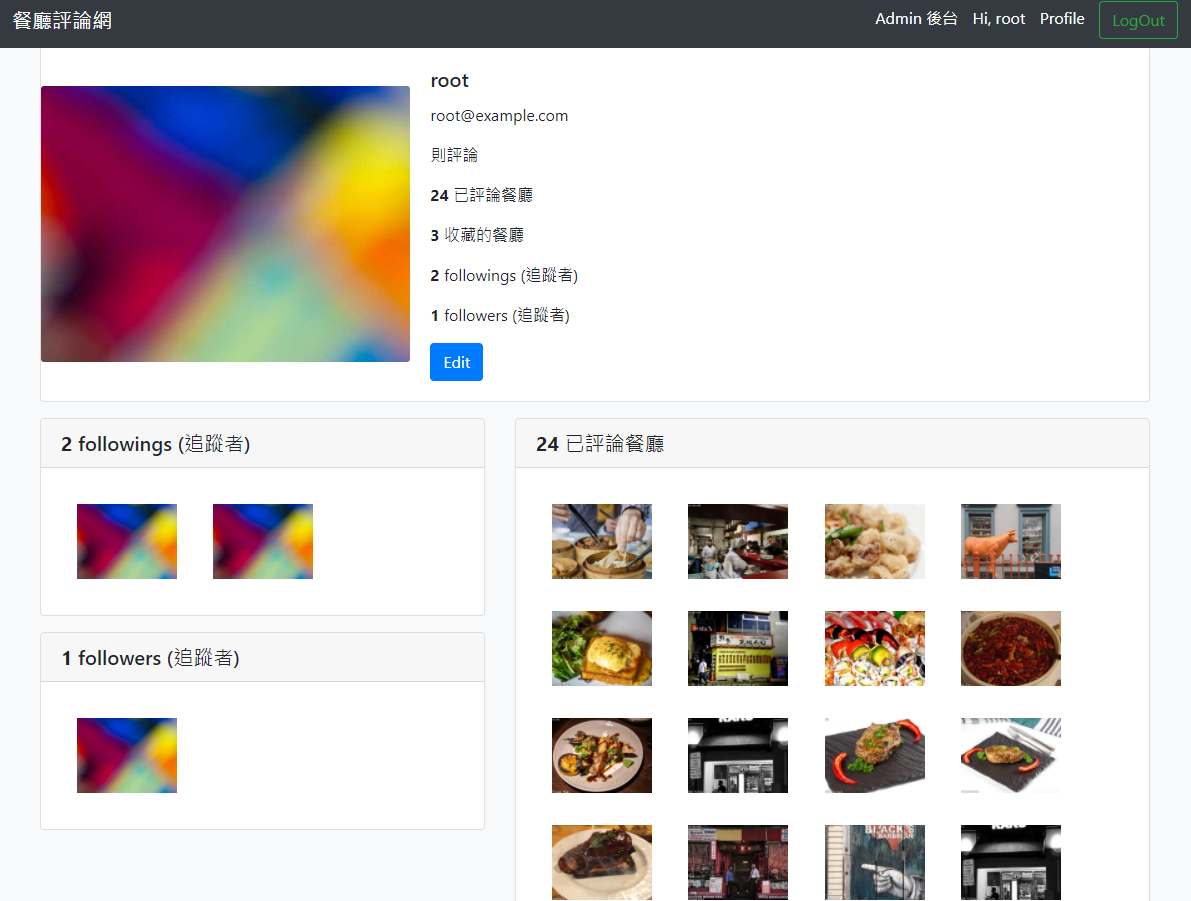 餐廳評論網
Admin 後台 Hi, root Profile LogOut
root
root@example.com
則評論
24 已評論餐廳
3 收藏的餐廳
2 followings (追蹤者)
1 followers (追蹤者)
Edit
2 followings (追蹤者)
24 已評論餐廳
1 followers (追蹤者)
BLACK'S